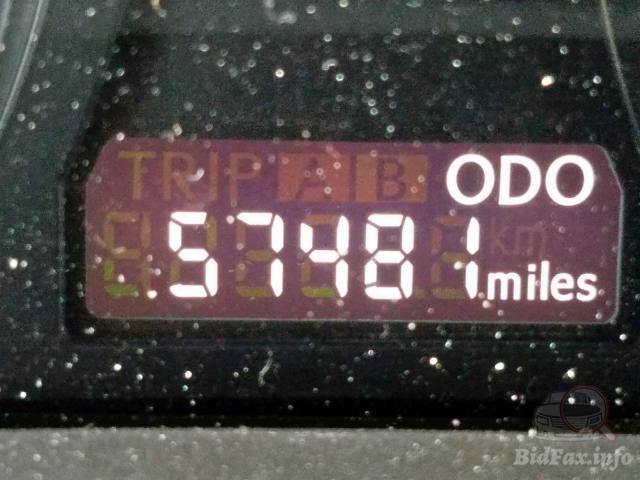 TRIP A B ODO
57481 km
miles
BidFax.info